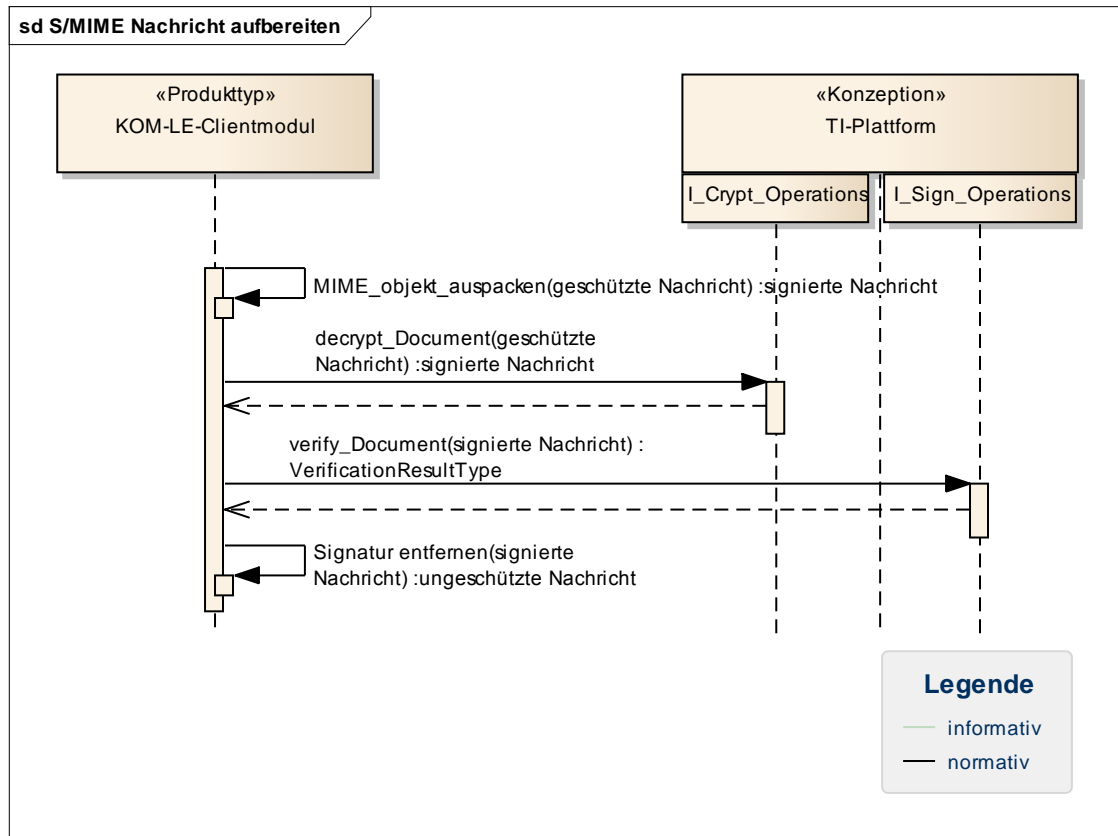 sd S/MIME Nachricht aufbereiten
«Produkttyp»
KOM-LE-Clientmodul
«Konzeption»
TI-Plattform
I_Crypt_Operations
I_Sign_Operations
MIME_objekt_auspacken(geschützte Nachricht) :signierte Nachricht
decrypt_Document(geschützte
Nachricht) :signierte Nachricht
verify_Document(signierte Nachricht) :
VerificationResultType
Signatur entfernen(signierte
Nachricht) :ungeschützte Nachricht
Legende
informativ
normativ